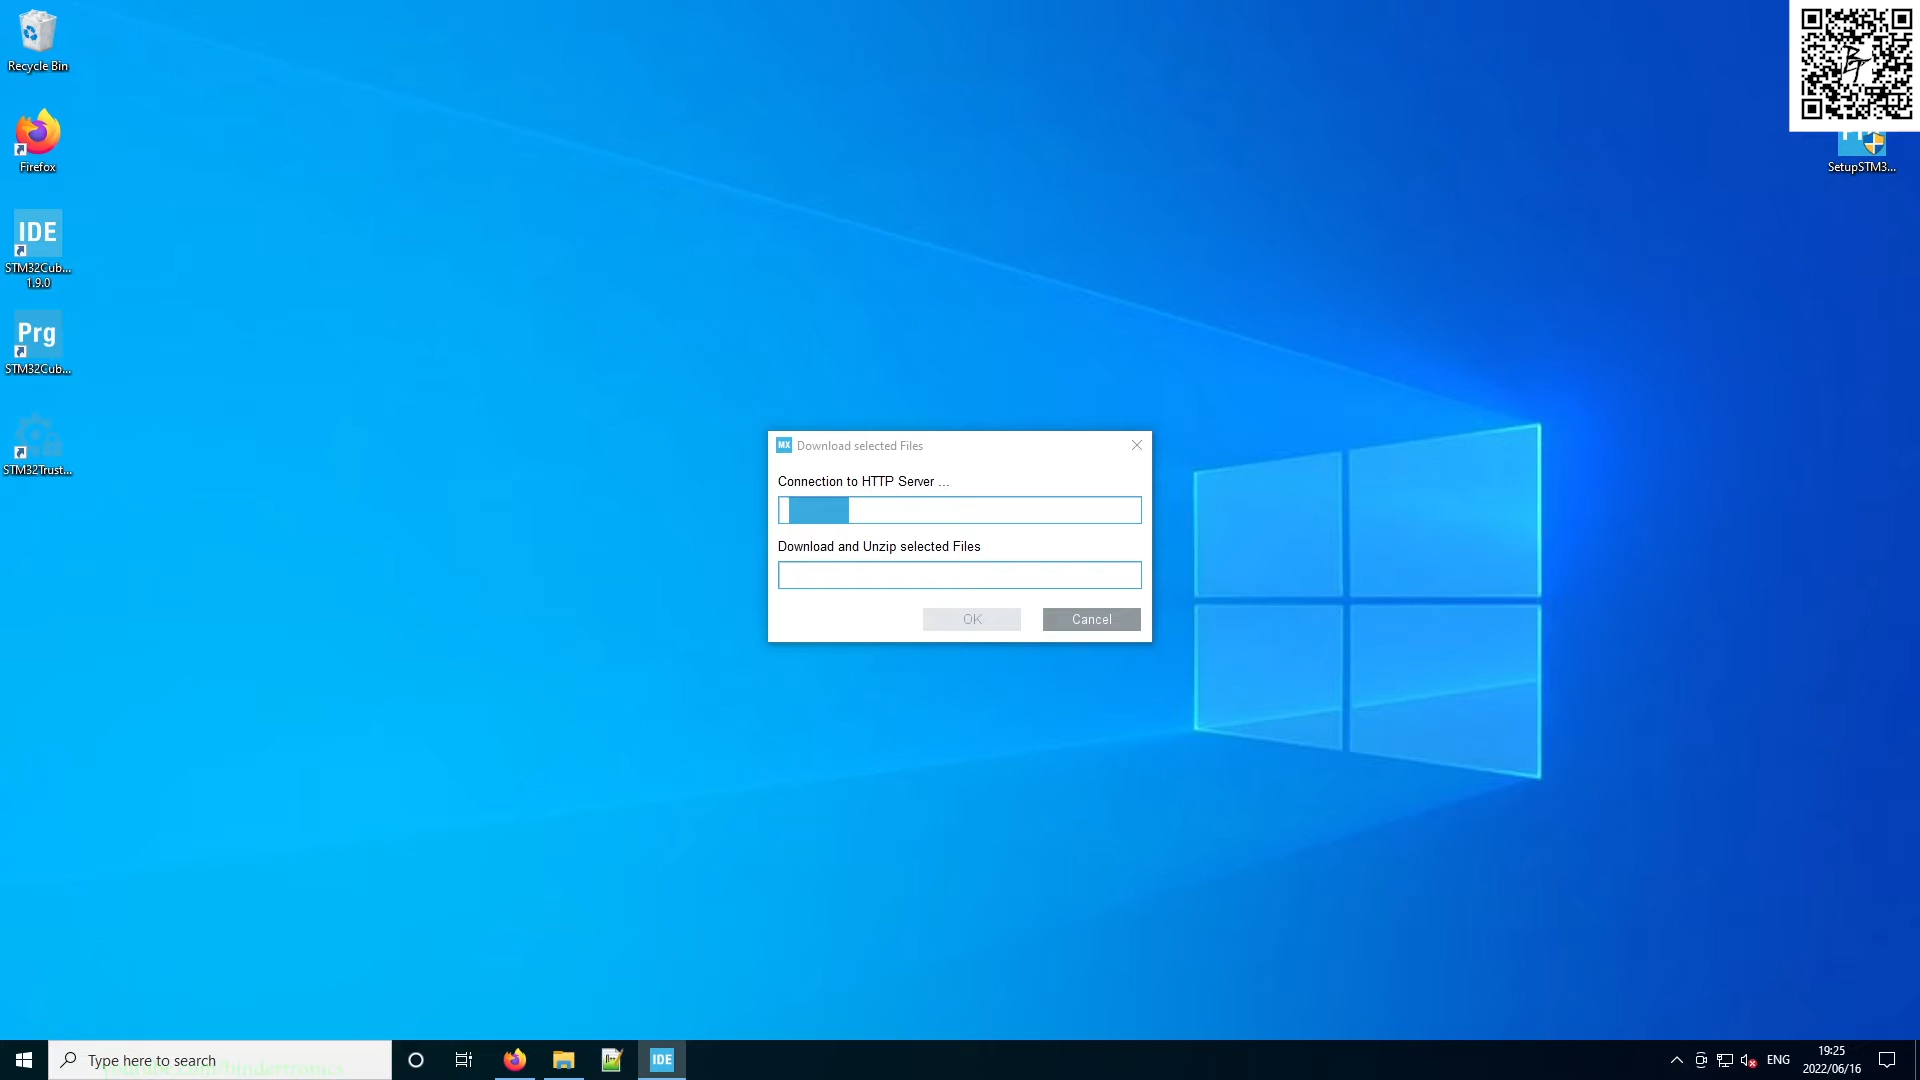 Recycle Bin
Firefox
IDE
STM32Cub...
1.9.0
Prg
STM32Cub...
STM32Trust...
SetupSTM3...
MX Download selected Files
Connection to HTTP Server ...
Download and Unzip selected Files
OK
Cancel
Type here to search
IDE
ENG
19:25
2022/06/16